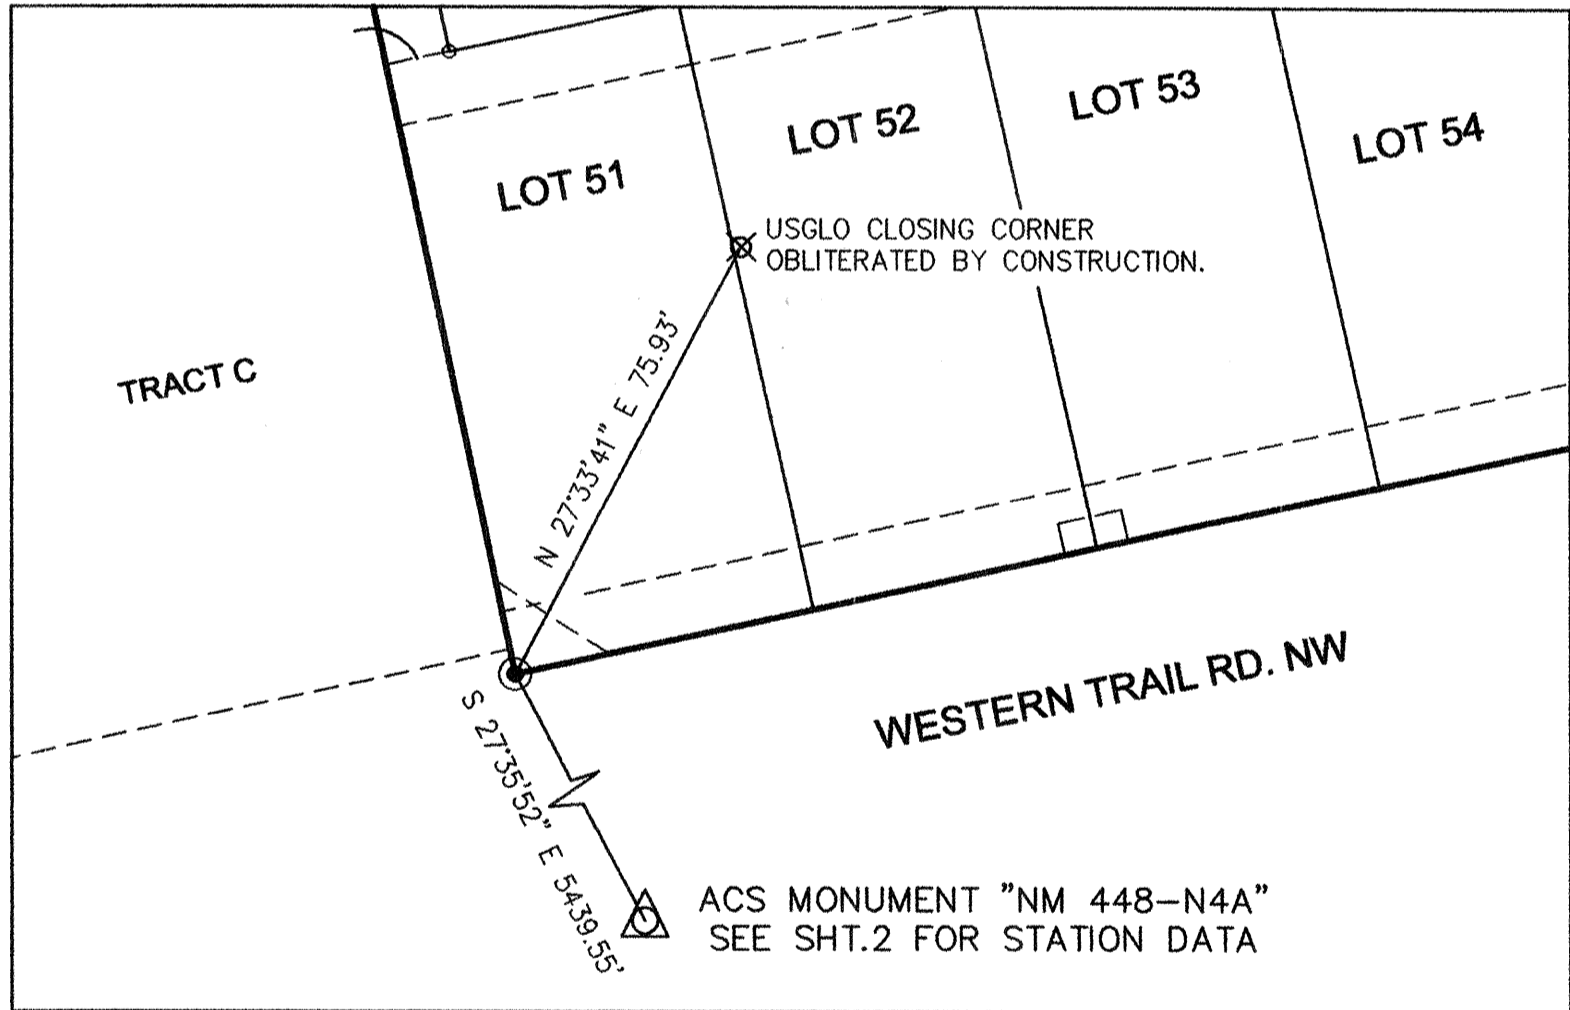 LOT 51
LOT 52
LOT 53
LOT 54
USGLO CLOSING CORNER
OBLITERATED BY CONSTRUCTION.
TRACT C
N 27°33'41" E 75.93'
WESTERN TRAIL RD. NW
S 27°35'52" E 5439.55'
ACS MONUMENT "NM 448-N4A"
SEE SHT.2 FOR STATION DATA